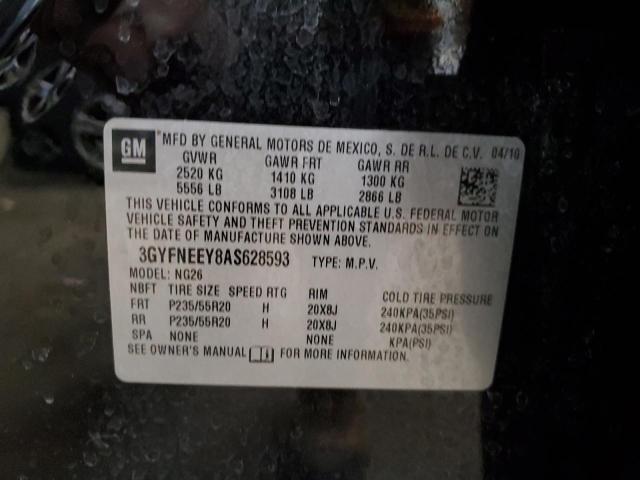 GM MFD BY GENERAL MOTORS DE MEXICO, S. DE R.L. DE C.V. 04/10
GVWR GAWR FRT GAWR RR
2520 KG 1410 KG 1300 KG
5556 LB 3108 LB 2866 LB
THIS VEHICLE CONFORMS TO ALL APPLICABLE U.S. FEDERAL MOTOR
VEHICLE SAFETY AND THEFT PREVENTION STANDARDS IN EFFECT ON
THE DATE OF MANUFACTURE SHOWN ABOVE.
3GYFNEEY8AS628593 TYPE: M.P.V.
MODEL: NG26
NBFT TIRE SIZE SPEED RTG RIM COLD TIRE PRESSURE
FRT P235/55R20 H 20X8J 240KPA(35PSI)
RR P235/55R20 H 20X8J 240KPA(35PSI)
SPA NONE NONE KPA(PSI)
SEE OWNER'S MANUAL FOR MORE INFORMATION.